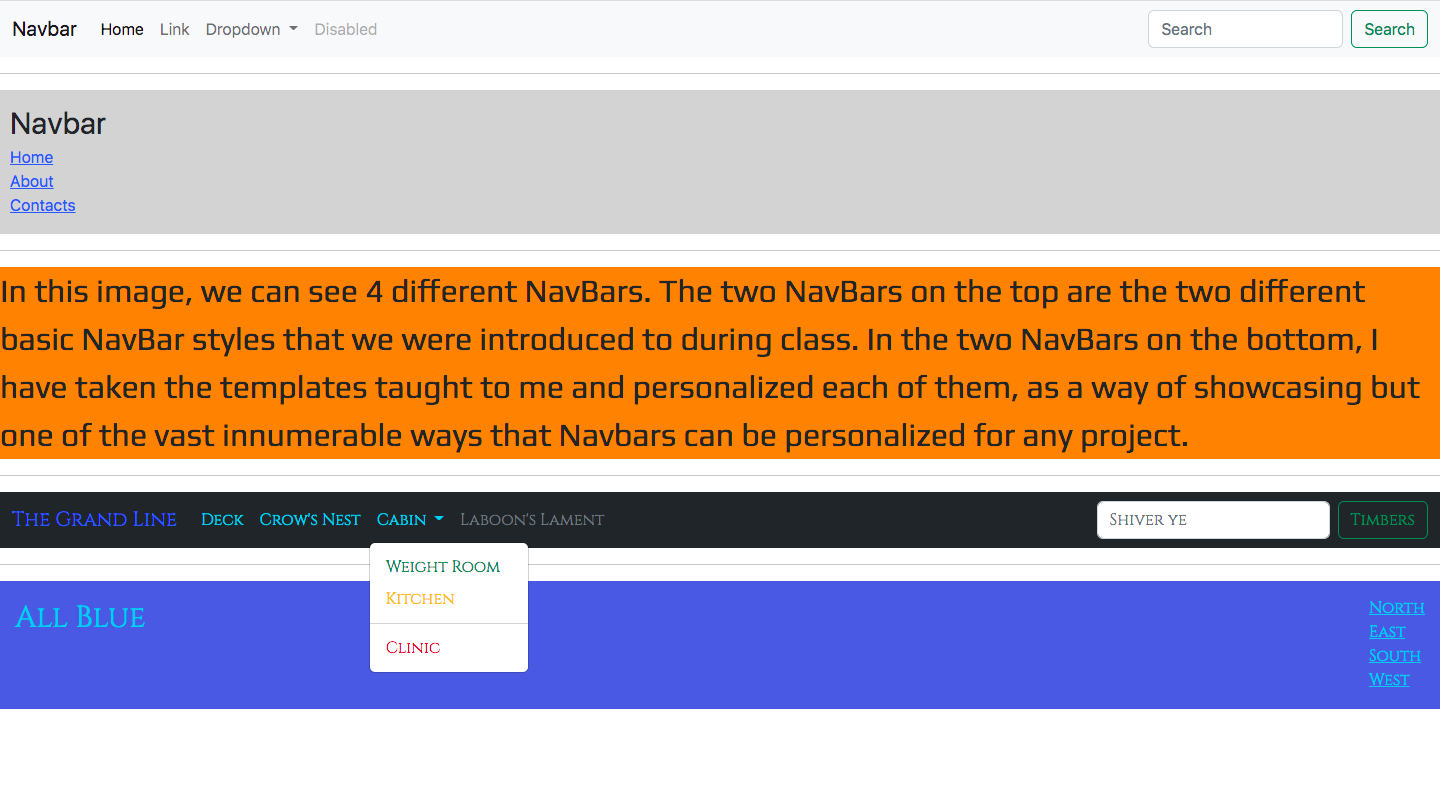 Navbar Home Link Dropdown Disabled Search Search
Navbar
Home
About
Contacts
In this image, we can see 4 different NavBars. The two NavBars on the top are the two different
basic NavBar styles that we were introduced to during class. In the two NavBars on the bottom, I
have taken the templates taught to me and personalized each of them, as a way of showcasing but
one of the vast innumerable ways that Navbars can be personalized for any project.
The Grand Line Deck Crow's Nest Cabin Laboon's Lament Shiver ye Timbers
Weight Room
Kitchen
Clinic
All Blue
North
East
South
West